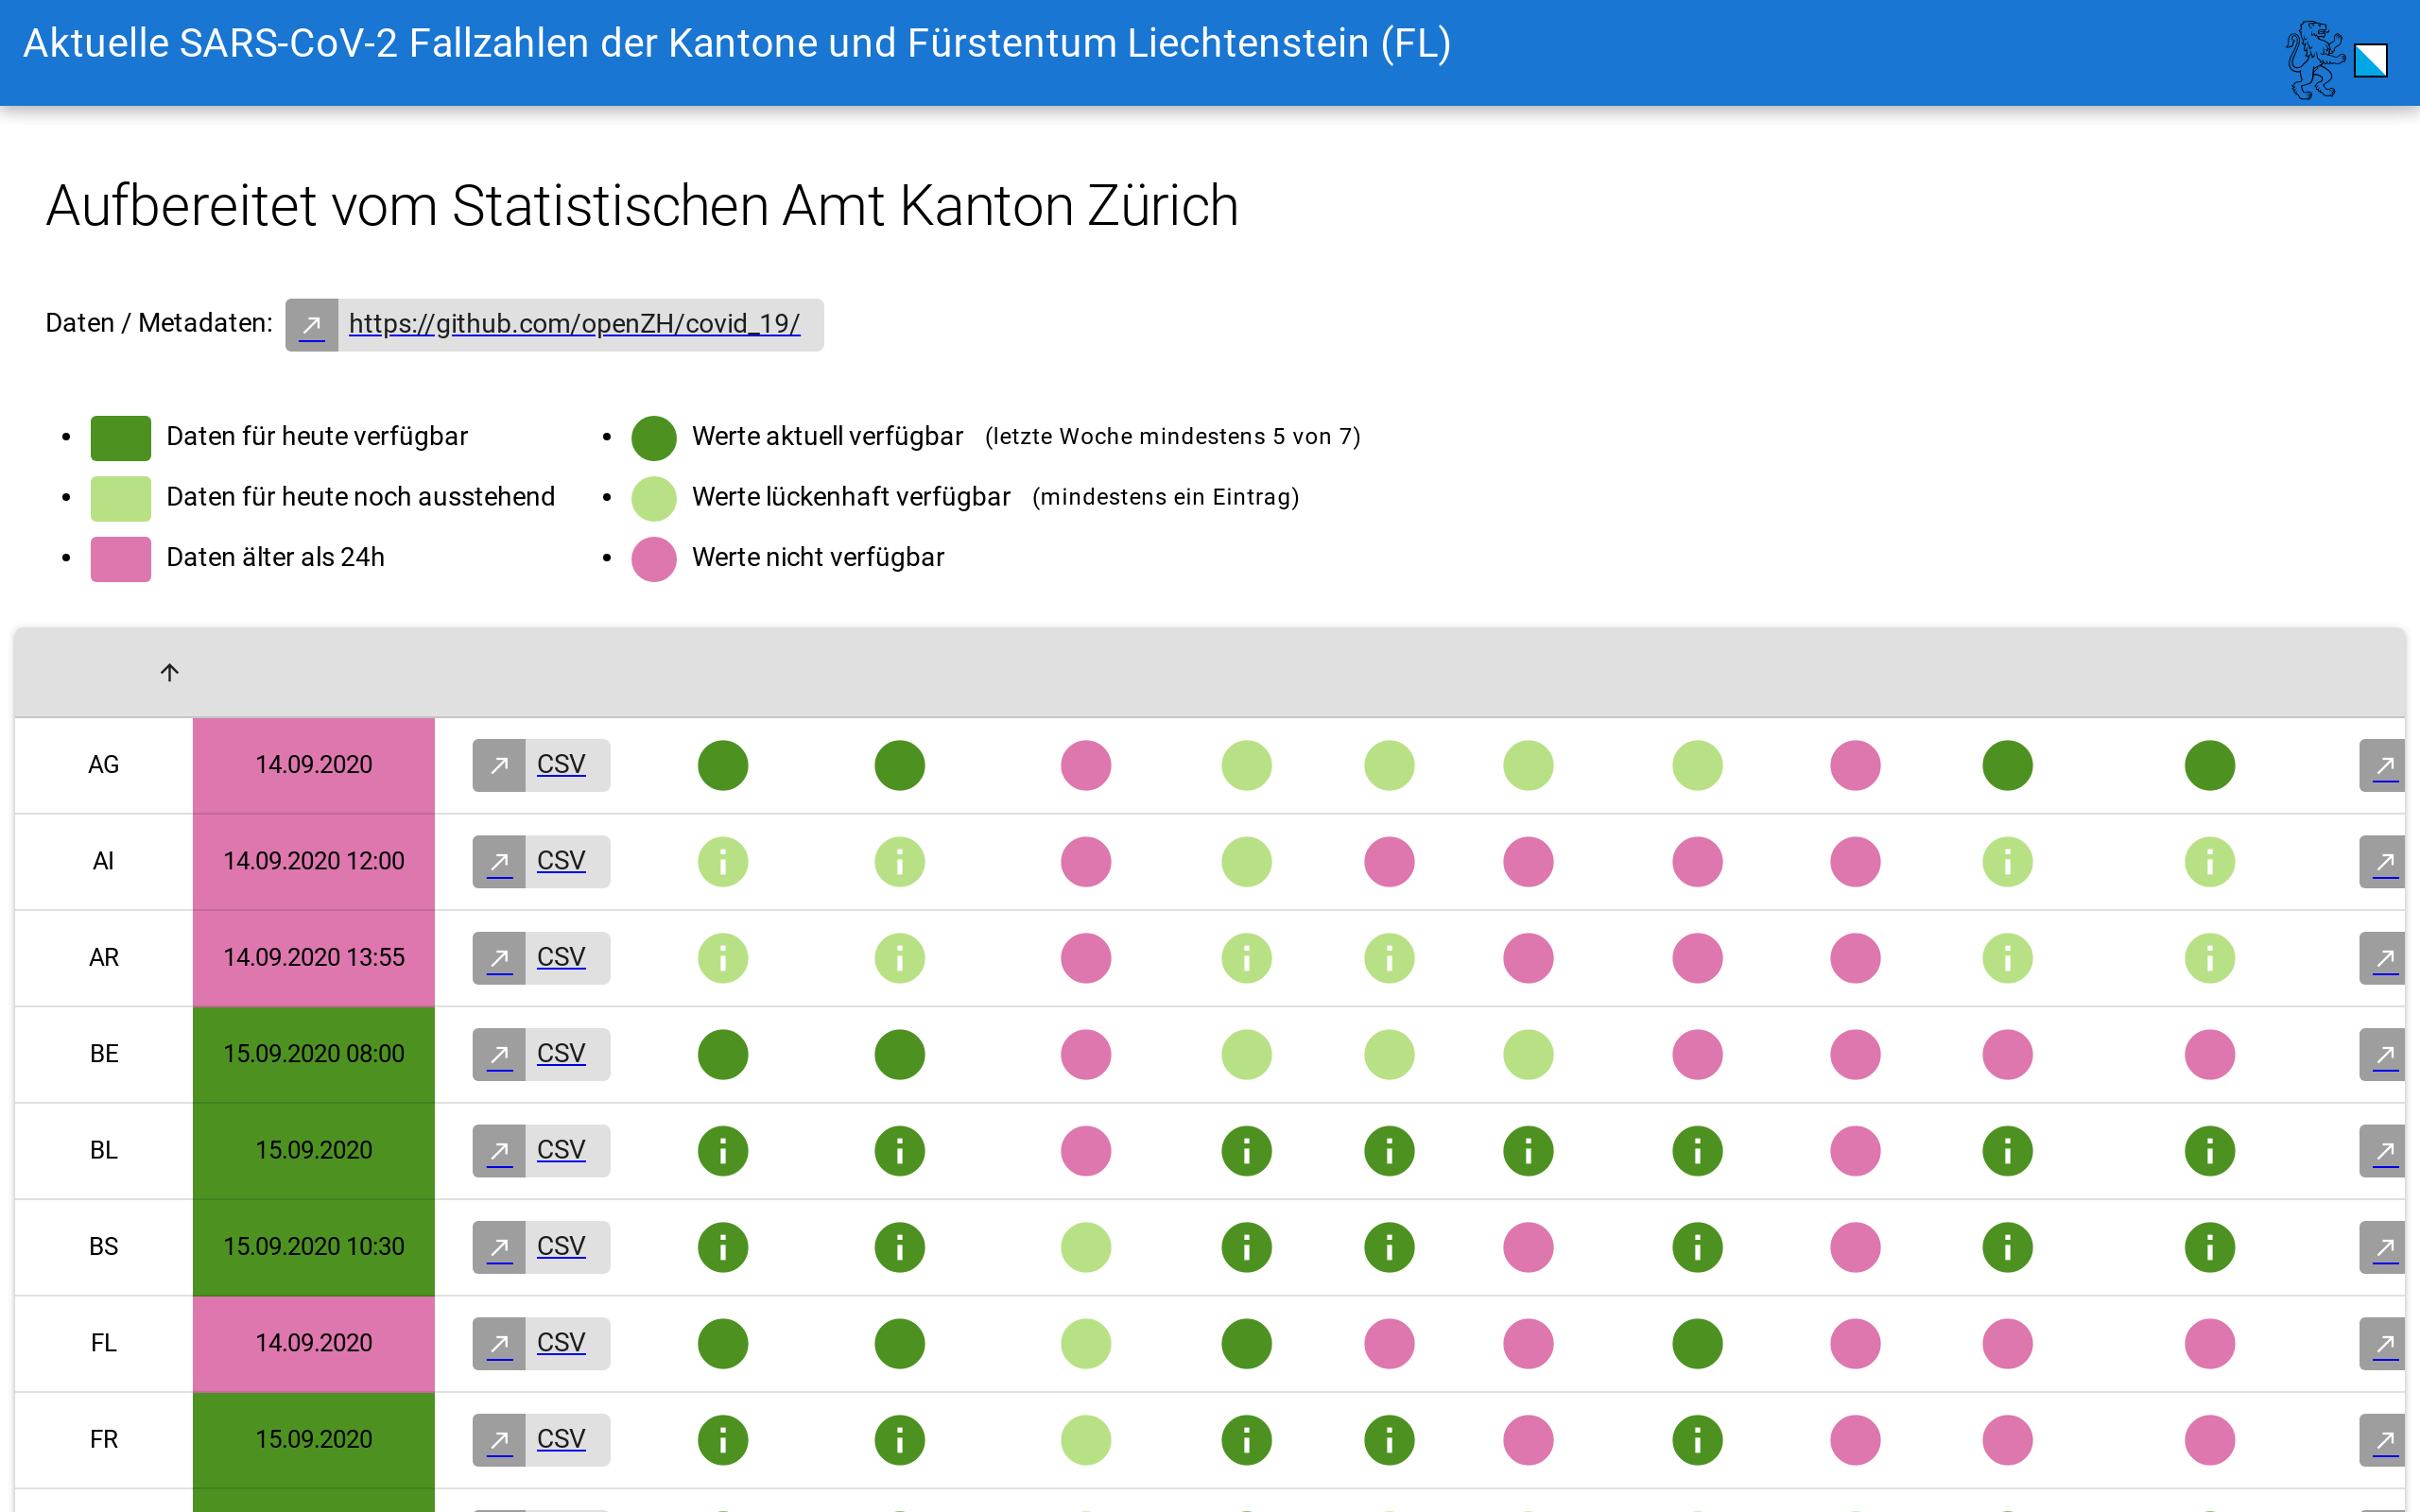 Aktuelle SARS-CoV-2 Fallzahlen der Kantone und Fürstentum Liechtenstein (FL)
Aufbereitet vom Statistischen Amt Kanton Zürich
Daten / Metadaten: https://github.com/openZH/covid_19/
Daten für heute verfügbar
Daten für heute noch ausstehend
Daten älter als 24h
Werte aktuell verfügbar (letzte Woche mindestens 5 von 7)
Werte lückenhaft verfügbar (mindestens ein Eintrag)
Werte nicht verfügbar
AG 14.09.2020 CSV
AI 14.09.2020 12:00 CSV
AR 14.09.2020 13:55 CSV
BE 15.09.2020 08:00 CSV
BL 15.09.2020 CSV
BS 15.09.2020 10:30 CSV
FL 14.09.2020 CSV
FR 15.09.2020 CSV